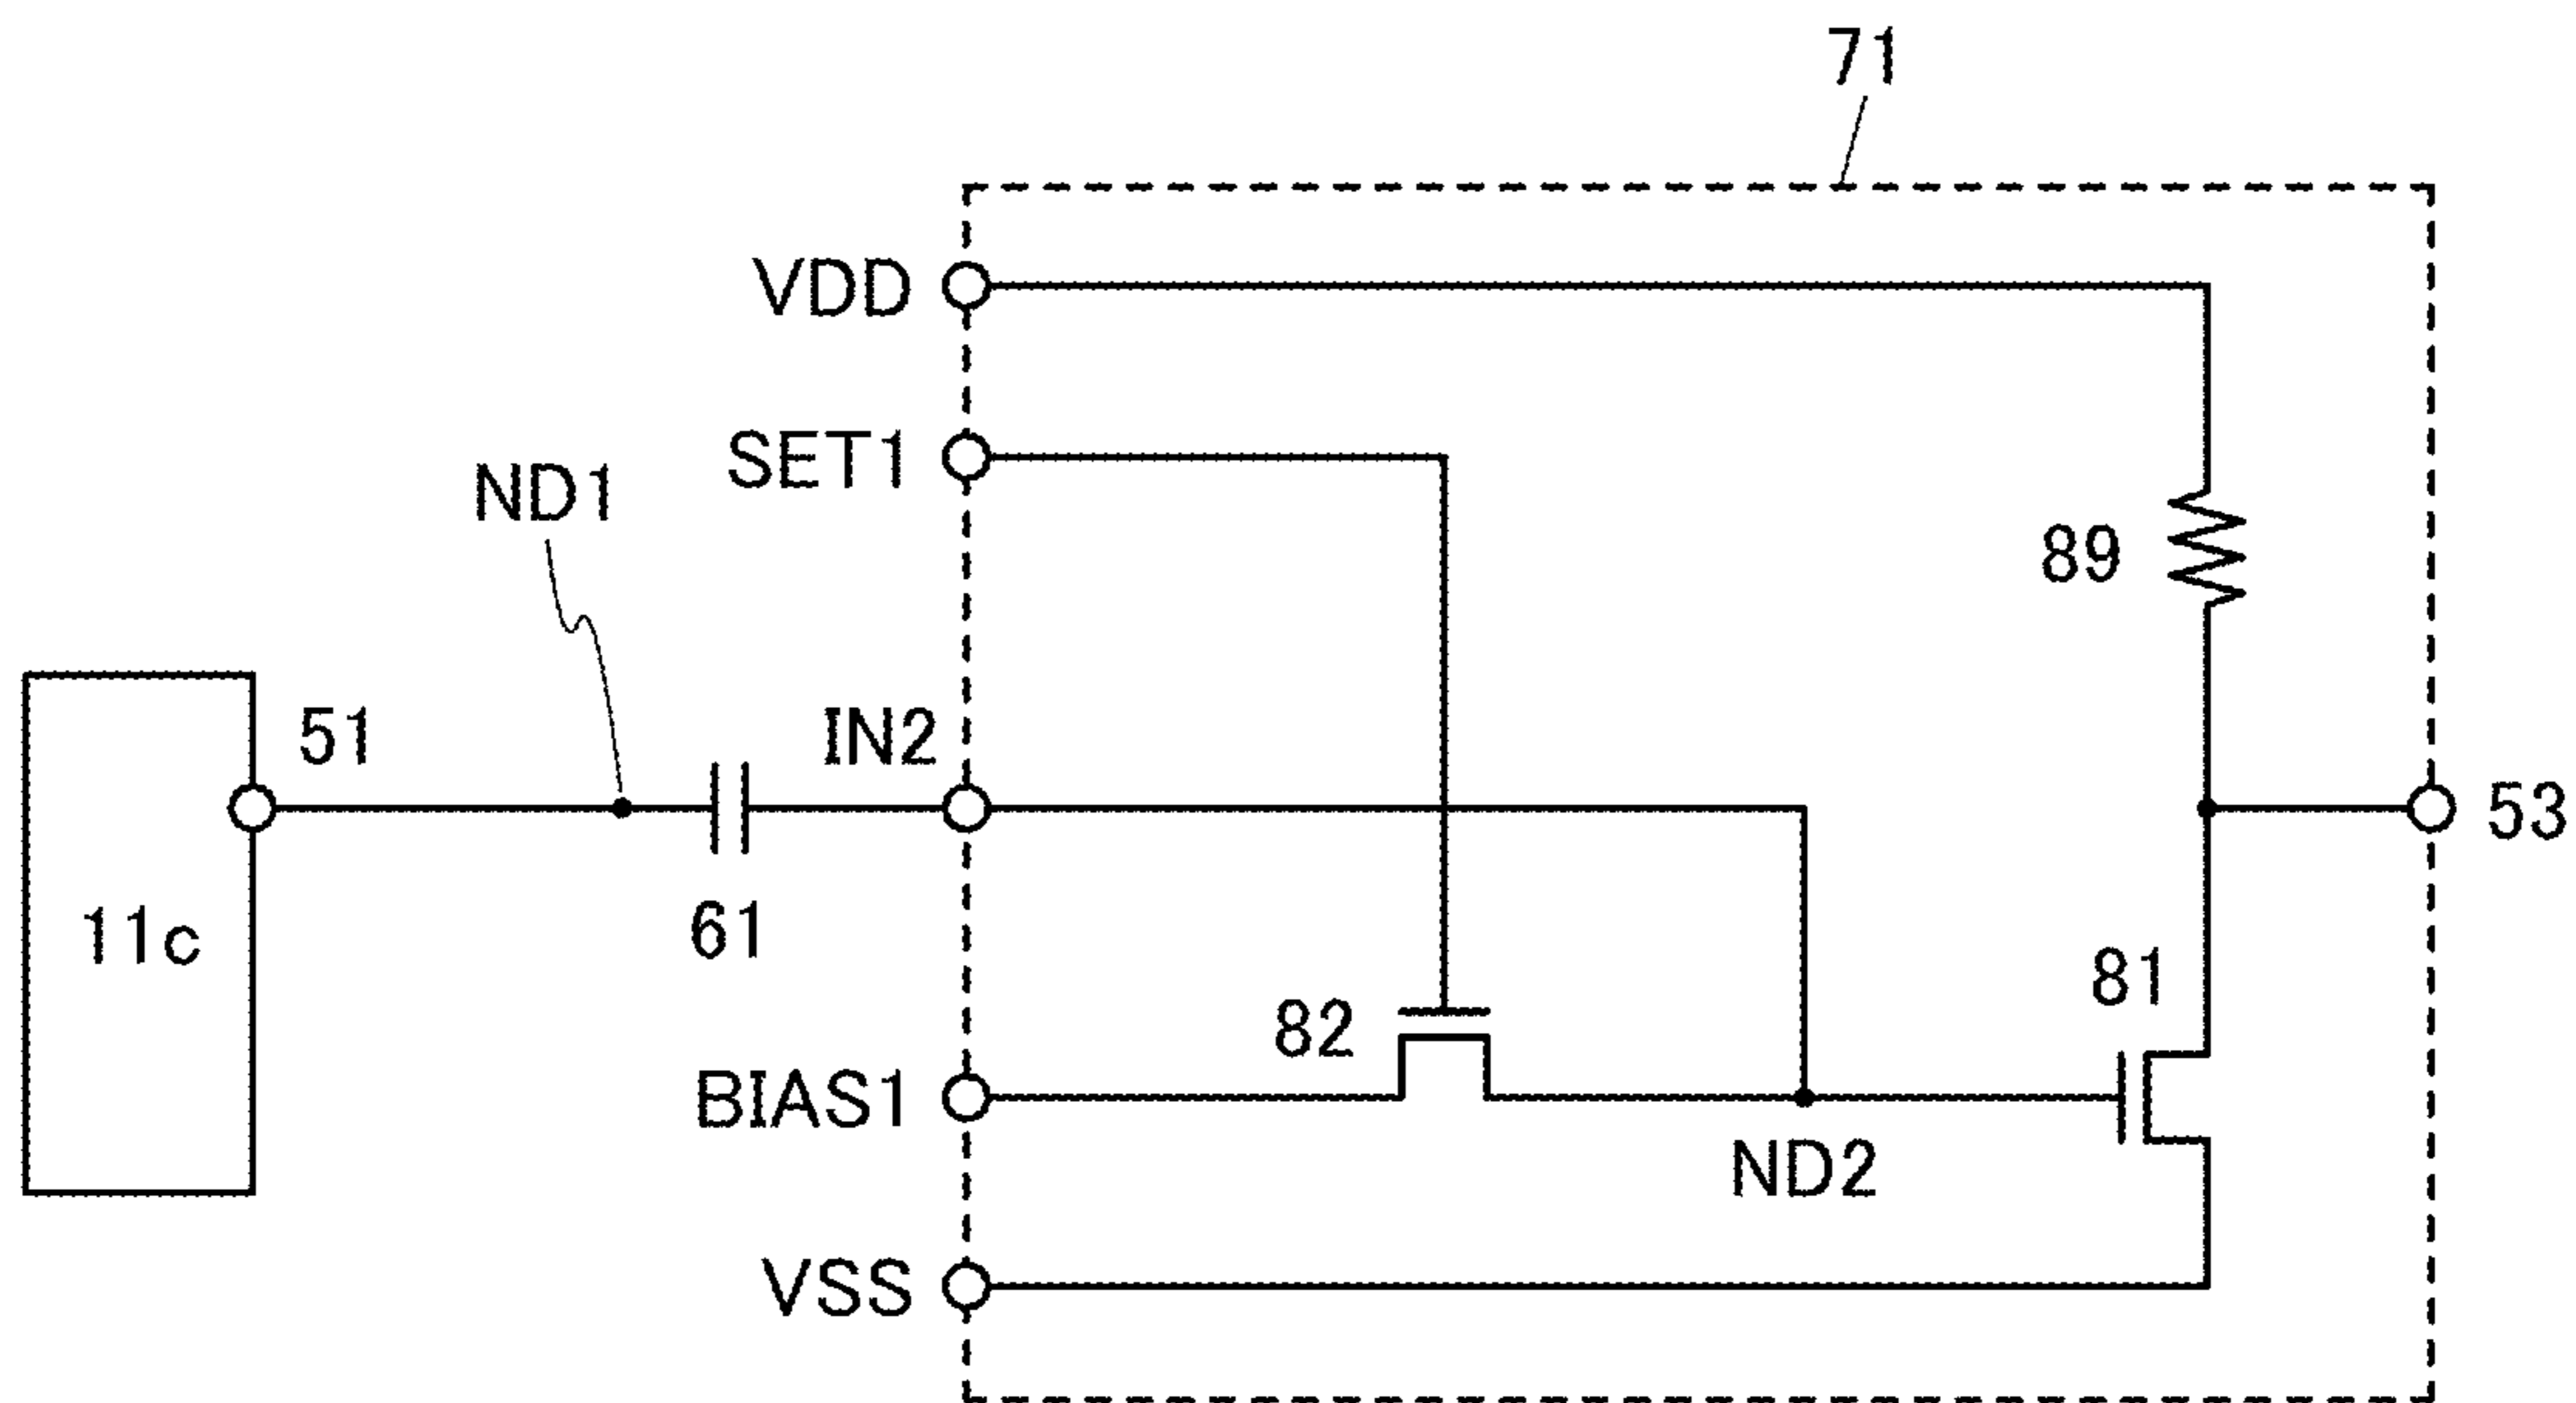 71
VDD
SET1
ND1
89
51
IN2
53
11c
61
81
82
BIAS1
ND2
VSS